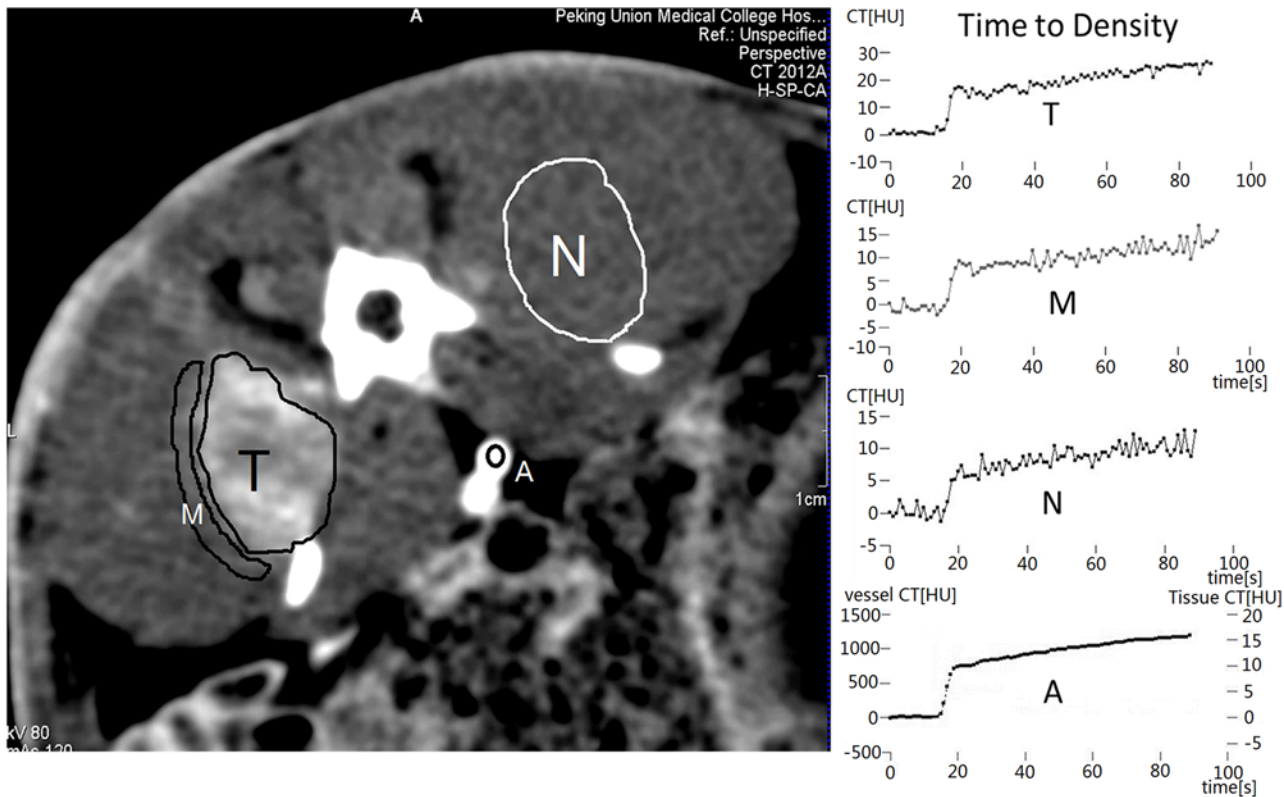 A
Peking Union Medical College Hos...
Ref.: Unspecified
Perspective
CT 2012A
H-SP-CA
N
T
M
A
L
1cm
kV 80
mAs 120
Time to Density
CT[HU]
30
20
10
0
-10
T
0 20 40 60 80 100
CT[HU]
15
10
5
0
-5
-10
M
0 20 40 60 80 100
time[s]
CT[HU]
15
10
5
0
-5
N
0 20 40 60 80 100
time[s]
vessel CT[HU]
Tissue CT[HU]
1500
1000
500
0
-500
20
15
10
5
0
-5
A
0 20 40 60 80 100
time[s]